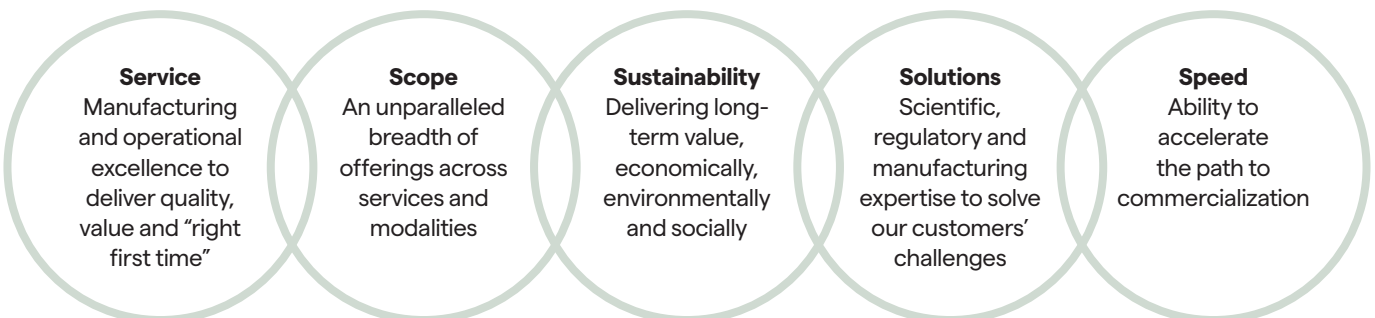 Service
Manufacturing
and operational
excellence to
deliver quality,
value and “right
first time”
Scope
An unparalleled
breadth of
offerings across
services and
modalities
Sustainability
Delivering long-
term value,
economically,
environmentally
and socially
Solutions
Scientific,
regulatory and
manufacturing
expertise to solve
our customers’
challenges
Speed
Ability to
accelerate
the path to
commercialization